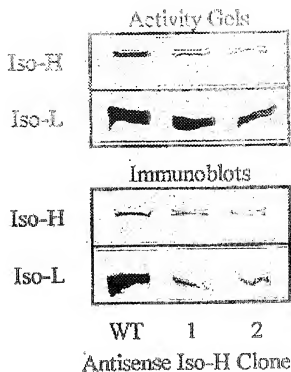 Activity Gels
Iso-H
Iso-L
Immunoblots
Iso-H
Iso-L
WT 1 2
Antisense Iso-H Clone